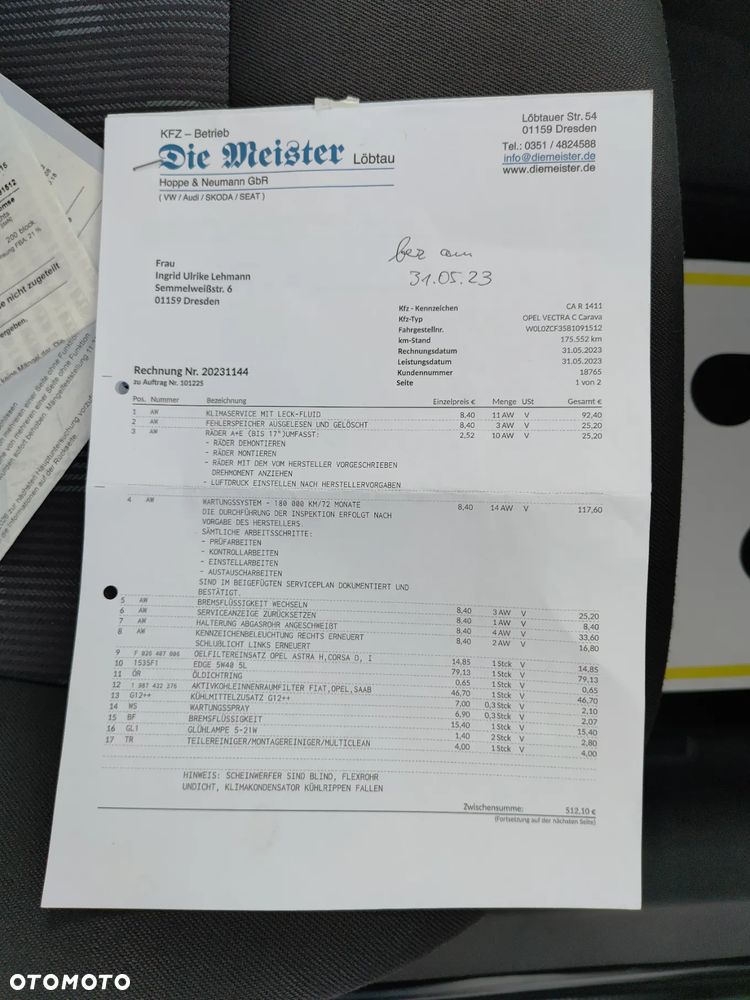 KFZ – Betrieb
Die Meister Löbtau
Hoppe & Neumann GbR
( VW / Audi / SKODA / SEAT )
Löbtauer Str. 54
01159 Dresden
Tel.: 0351 / 4824588
info@diemeister.de
www.diemeister.de
bez am
31.05.23
Frau
Ingrid Ulrike Lehmann
Semmelweißstr. 6
01159 Dresden
Kfz - Kennzeichen CA R 1411
Kfz-Typ OPEL VECTRA C Carava
Fahrgestellnr. W0L0ZCF3581091512
km-Stand 175.552 km
Rechnungsdatum 31.05.2023
Leistungsdatum 31.05.2023
Kundennummer 18765
Seite 1 von 2
Rechnung Nr. 20231144
zu Auftrag Nr. 101225
Pos. Nummer Bezeichnung Einzelpreis € Menge USt Gesamt €
1 AW KLIMASERVICE MIT LECK-FLUID 8,40 11 AW V 92,40
2 AW FEHLERSPEICHER AUSGELESEN UND GELÖSCHT 8,40 3 AW V 25,20
3 AW RÄDER A+E (BIS 17")UMFASST: 2,52 10 AW V 25,20
- RÄDER DEMONTIEREN
- RÄDER MONTIEREN
- RÄDER MIT DEM VOM HERSTELLER VORGESCHRIEBEN
DREHMOMENT ANZIEHEN
- LUFTDRUCK EINSTELLEN NACH HERSTELLERVORGABEN
4 AW WARTUNGSSYSTEM - 180 000 KM/72 MONATE 8,40 14 AW V 117,60
DIE DURCHFÜHRUNG DER INSPEKTION ERFOLGT NACH
VORGABE DES HERSTELLERS.
SÄMTLICHE ARBEITSSCHRITTE:
- PRÜFARBEITEN
- KONTROLLARBEITEN
- EINSTELLARBEITEN
- AUSTAUSCHARBEITEN
SIND IM BEIGEFÜGTEN SERVICEPLAN DOKUMENTIERT UND
BESTÄTIGT.
5 AW BREMSFLÜSSIGKEIT WECHSELN 8,40 3 AW V 25,20
6 AW SERVICEANZEIGE ZURÜCKSETZEN 8,40 1 AW V 8,40
7 AW HALTERUNG ABGASROHR ANGESCHWEIßT 8,40 4 AW V 33,60
8 AW KENNZEICHENBELEUCHTUNG RECHTS ERNEUERT 8,40 2 AW V 16,80
SCHLUßLICHT LINKS ERNEUERT
9 F 026 407 006 OELFILTEREINSATZ OPEL ASTRA H,CORSA D, I 14,85 1 Stck V 14,85
10 1535F1 EDGE 5W40 5L 79,13 1 Stck V 79,13
11 ÖR ÖLDICHTRING 0,65 1 Stck V 0,65
12 1 987 432 376 AKTIVKOHLEINNENRAUMFILTER FIAT,OPEL,SAAB 46,70 1 Stck V 46,70
13 G12++ KÜHLMITTELZUSATZ G12++ 7,00 0,3 Stck V 2,10
14 WS WARTUNGSSPRAY 6,90 0,3 Stck V 2,07
15 BF BREMSFLÜSSIGKEIT 15,40 1 Stck V 15,40
16 GL1 GLÜHLAMPE 5-21W 1,40 2 Stck V 2,80
17 TR TEILEREINIGER/MONTAGEREINIGER/MULTICLEAN 4,00 1 Stck V 4,00
HINWEIS: SCHEINWERFER SIND BLIND, FLEXROHR
UNDICHT, KLIMAKONDENSATOR KÜHLRIPPEN FALLEN
Zwischensumme: 512,10 €
(Fortsetzung auf der nächsten Seite)
200 block
e nicht zugeteilt
ergeben.
OTOMOTO